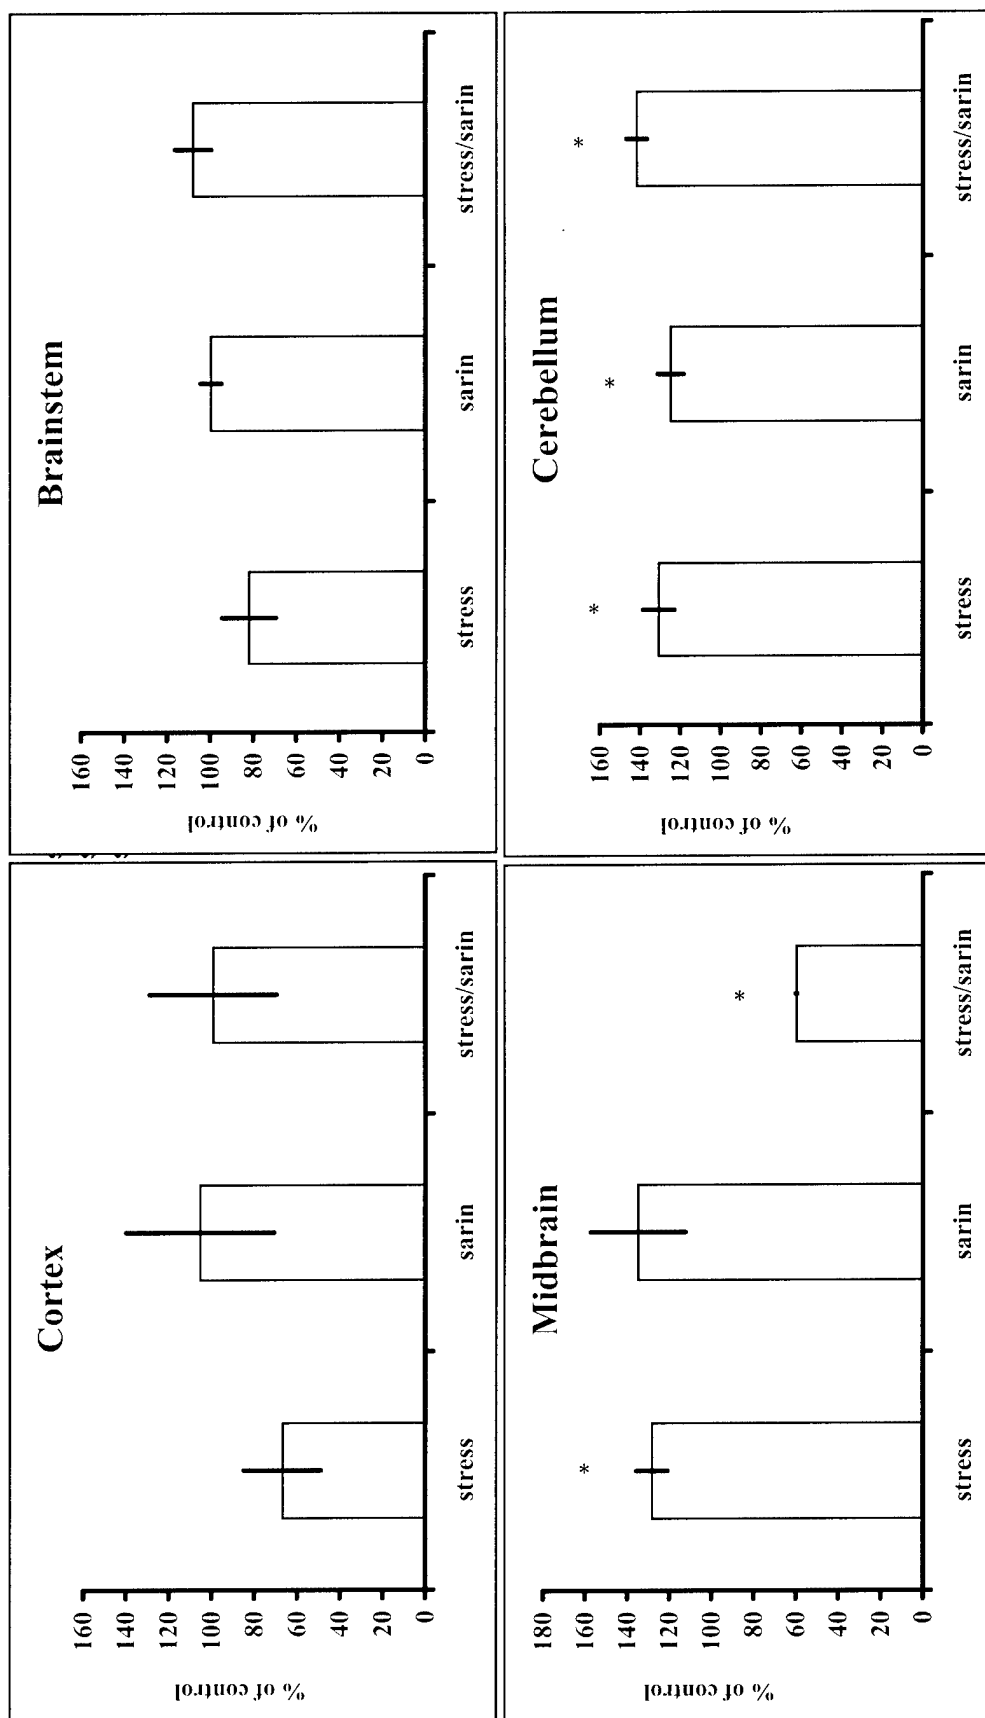 Cortex
% of control
160
140
120
100
80
60
40
20
0
stress
sarin
stress/sarin
Brainstem
% of control
160
140
120
100
80
60
40
20
0
stress
sarin
stress/sarin
Midbrain
% of control
180
160
140
120
100
80
60
40
20
0
*
*
stress
sarin
stress/sarin
Cerebellum
% of control
160
140
120
100
80
60
40
20
0
*
*
*
stress
sarin
stress/sarin